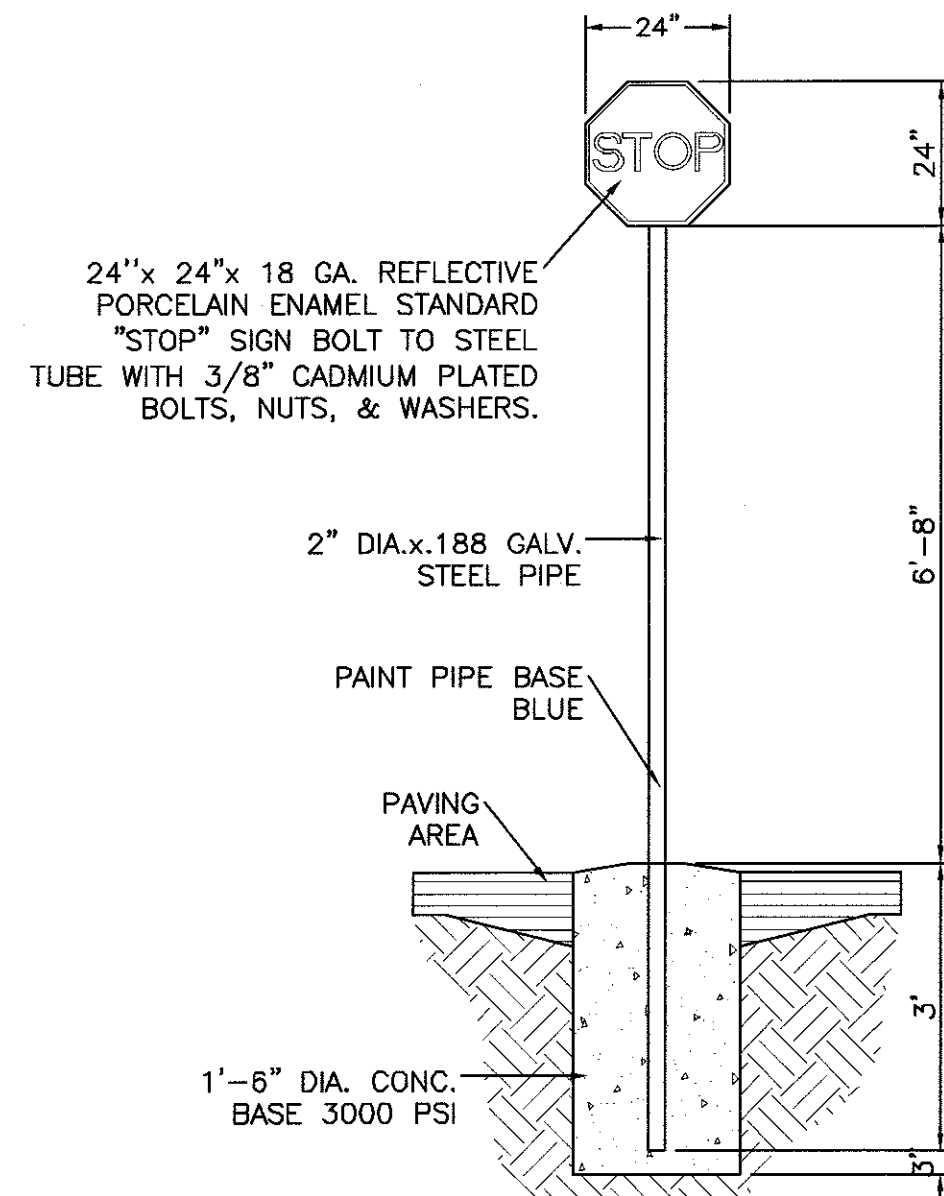 24"
STOP
24"
24"x 24"x 18 GA. REFLECTIVE
PORCELAIN ENAMEL STANDARD
"STOP" SIGN BOLT TO STEEL
TUBE WITH 3/8" CADMIUM PLATED
BOLTS, NUTS, & WASHERS.
2" DIA.x.188 GALV.
STEEL PIPE
6'-8"
PAINT PIPE BASE
BLUE
PAVING
AREA
3'
1'-6" DIA. CONC.
BASE 3000 PSI
3"